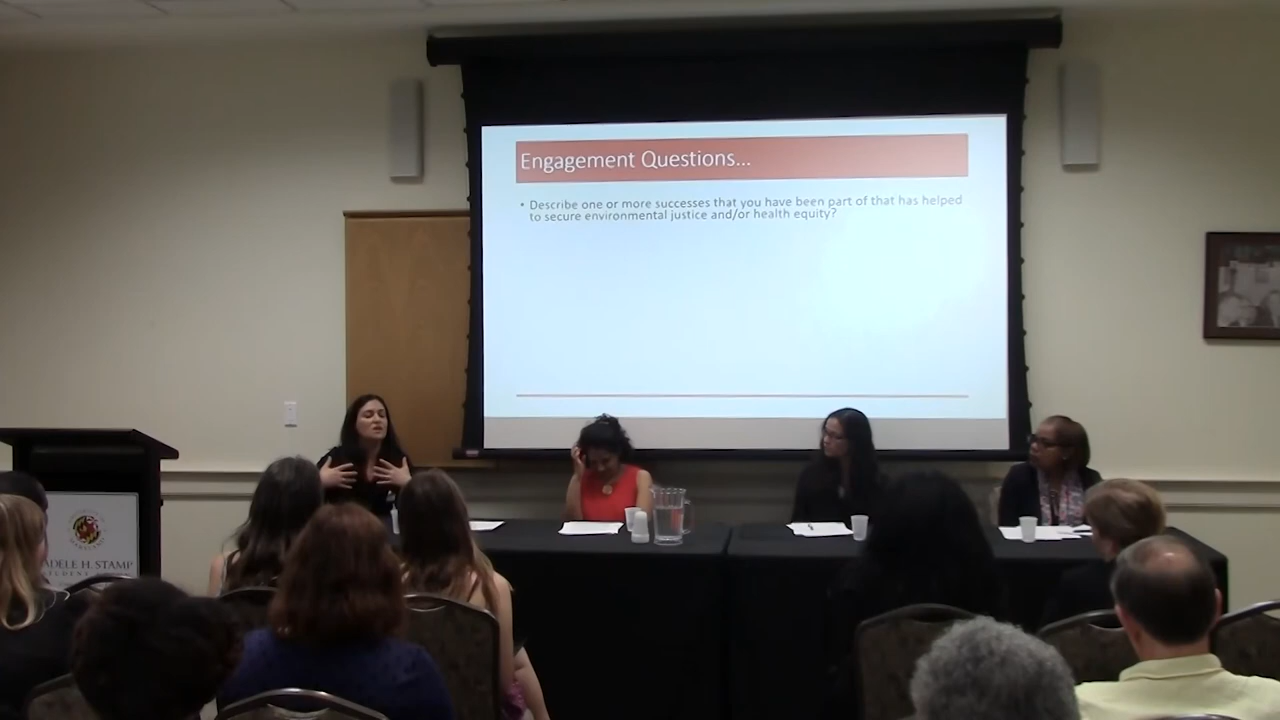 Engagement Questions...
• Describe one or more successes that you have been part of that has helped
to secure environmental justice and/or health equity?
ADELE H. STAMP